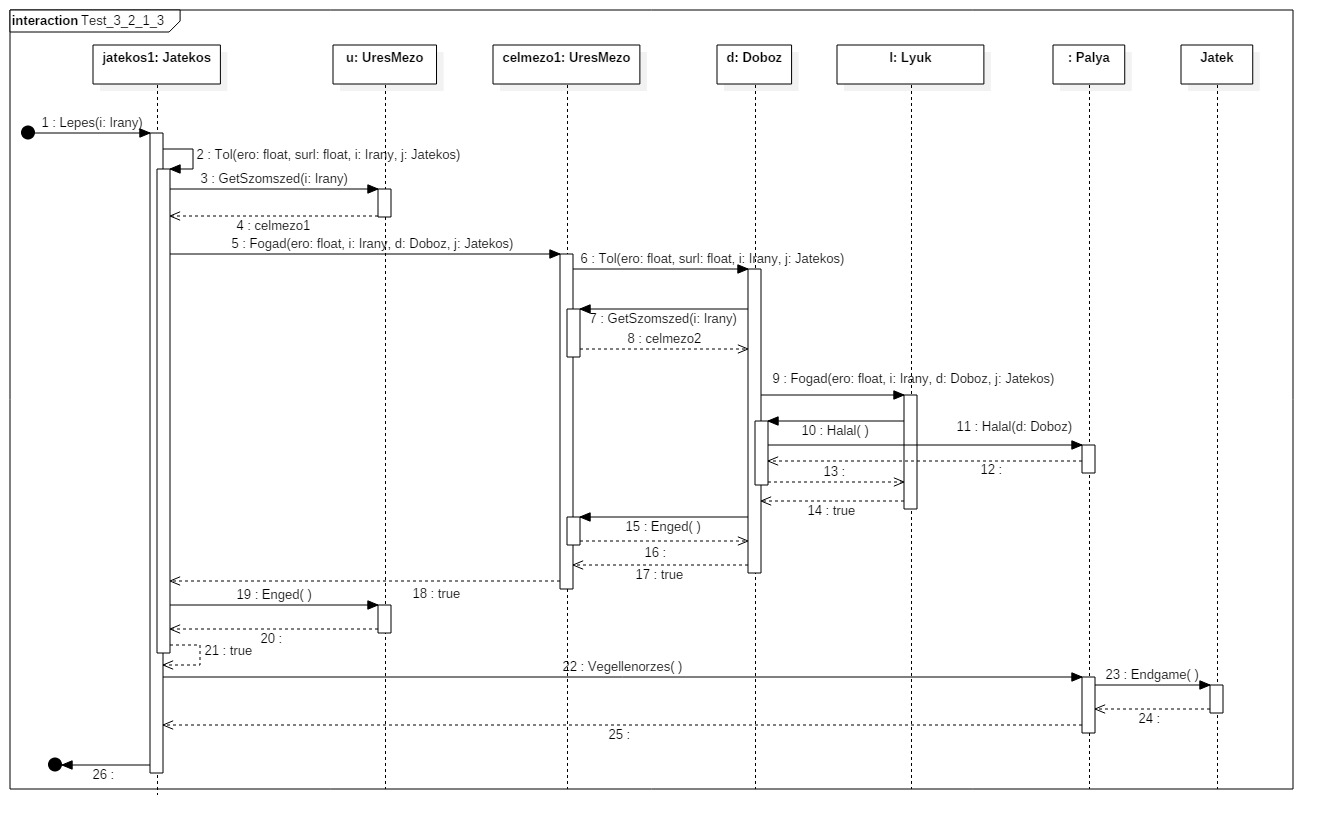 interaction Test_3_2_1_3
jatekos1: Jatekos
u: UresMezo
celmezo1: UresMezo
d: Doboz
l: Lyuk
: Palya
Jatek
1 : Lepes(i: Irany)
2 : Tol(ero: float, surl: float, i: Irany, j: Jatekos)
3 : GetSzomszed(i: Irany)
4 : celmezo1
5 : Fogad(ero: float, i: Irany, d: Doboz, j: Jatekos)
6 : Tol(ero: float, surl: float, i: Irany, j: Jatekos)
7 : GetSzomszed(i: Irany)
8 : celmezo2
9 : Fogad(ero: float, i: Irany, d: Doboz, j: Jatekos)
10 : Halal( )
11 : Halal(d: Doboz)
12 :
13 :
14 : true
15 : Enged( )
16 :
17 : true
18 : true
19 : Enged( )
20 :
21 : true
22 : Vegellenorzes( )
23 : Endgame( )
24 :
25 :
26 :